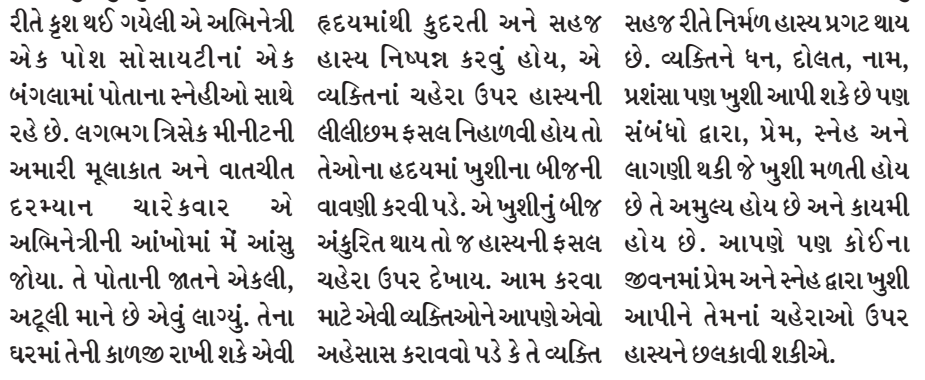 રીતે કૃશ થઈ ગયેલી એ અભિનેત્રી
એક પોશ સોસાયટીનાં એક
બંગલામાં પોતાના સ્નેહીઓ સાથે
રહે છે. લગભગ ત્રિસેક મીનીટની
અમારી મૂલાકાત અને વાતચીત
દરમ્યાન ચારેકવાર એ
અભિનેત્રીની આંખોમાં મેં આંસુ
જોયા. તે પોતાની જાતને એકલી,
અટૂલી માને છે એવું લાગ્યું. તેના
ઘરમાં તેની કાળજી રાખી શકે એવી
હૃદયમાંથી કુદરતી અને સહજ
હાસ્ય નિષ્પન્ન કરવું હોય, એ
વ્યક્તિનાં ચહેરા ઉપર હાસ્યની
લીલીછમ ફસલ નિહાળવી હોય તો
તેઓના હદયમાં ખુશીના બીજની
વાવણી કરવી પડે. એ ખુશીનું બીજ
અંકુરિત થાય તો જ હાસ્યની ફસલ
ચહેરા ઉપર દેખાય. આમ કરવા
માટે એવી વ્યક્તિઓને આપણે એવો
અહેસાસ કરાવવો પડે કે તે વ્યક્તિ
સહજ રીતે નિર્મળ હાસ્ય પ્રગટ થાય
છે. વ્યક્તિને ધન, દોલત, નામ,
પ્રશંસા પણ ખુશી આપી શકે છે પણ
સંબંધો દ્વારા, પ્રેમ, સ્નેહ અને
લાગણી થકી જે ખુશી મળતી હોય
છે તે અમુલ્ય હોય છે અને કાયમી
હોય છે. આપણે પણ કોઈના
જીવનમાં પ્રેમ અને સ્નેહ દ્વારા ખુશી
આપીને તેમનાં ચહેરાઓ ઉપર
હાસ્યને છલકાવી શકીએ.